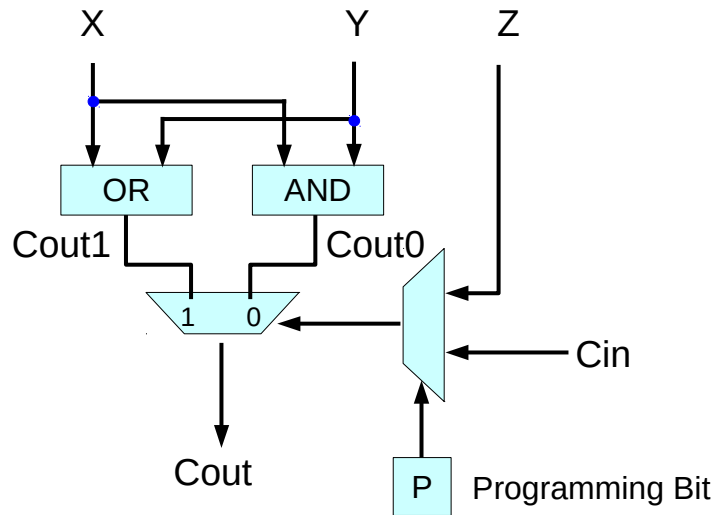 X
Y
Z
OR
AND
Cout1
Cout0
1
0
Cin
Cout
P
Programming Bit